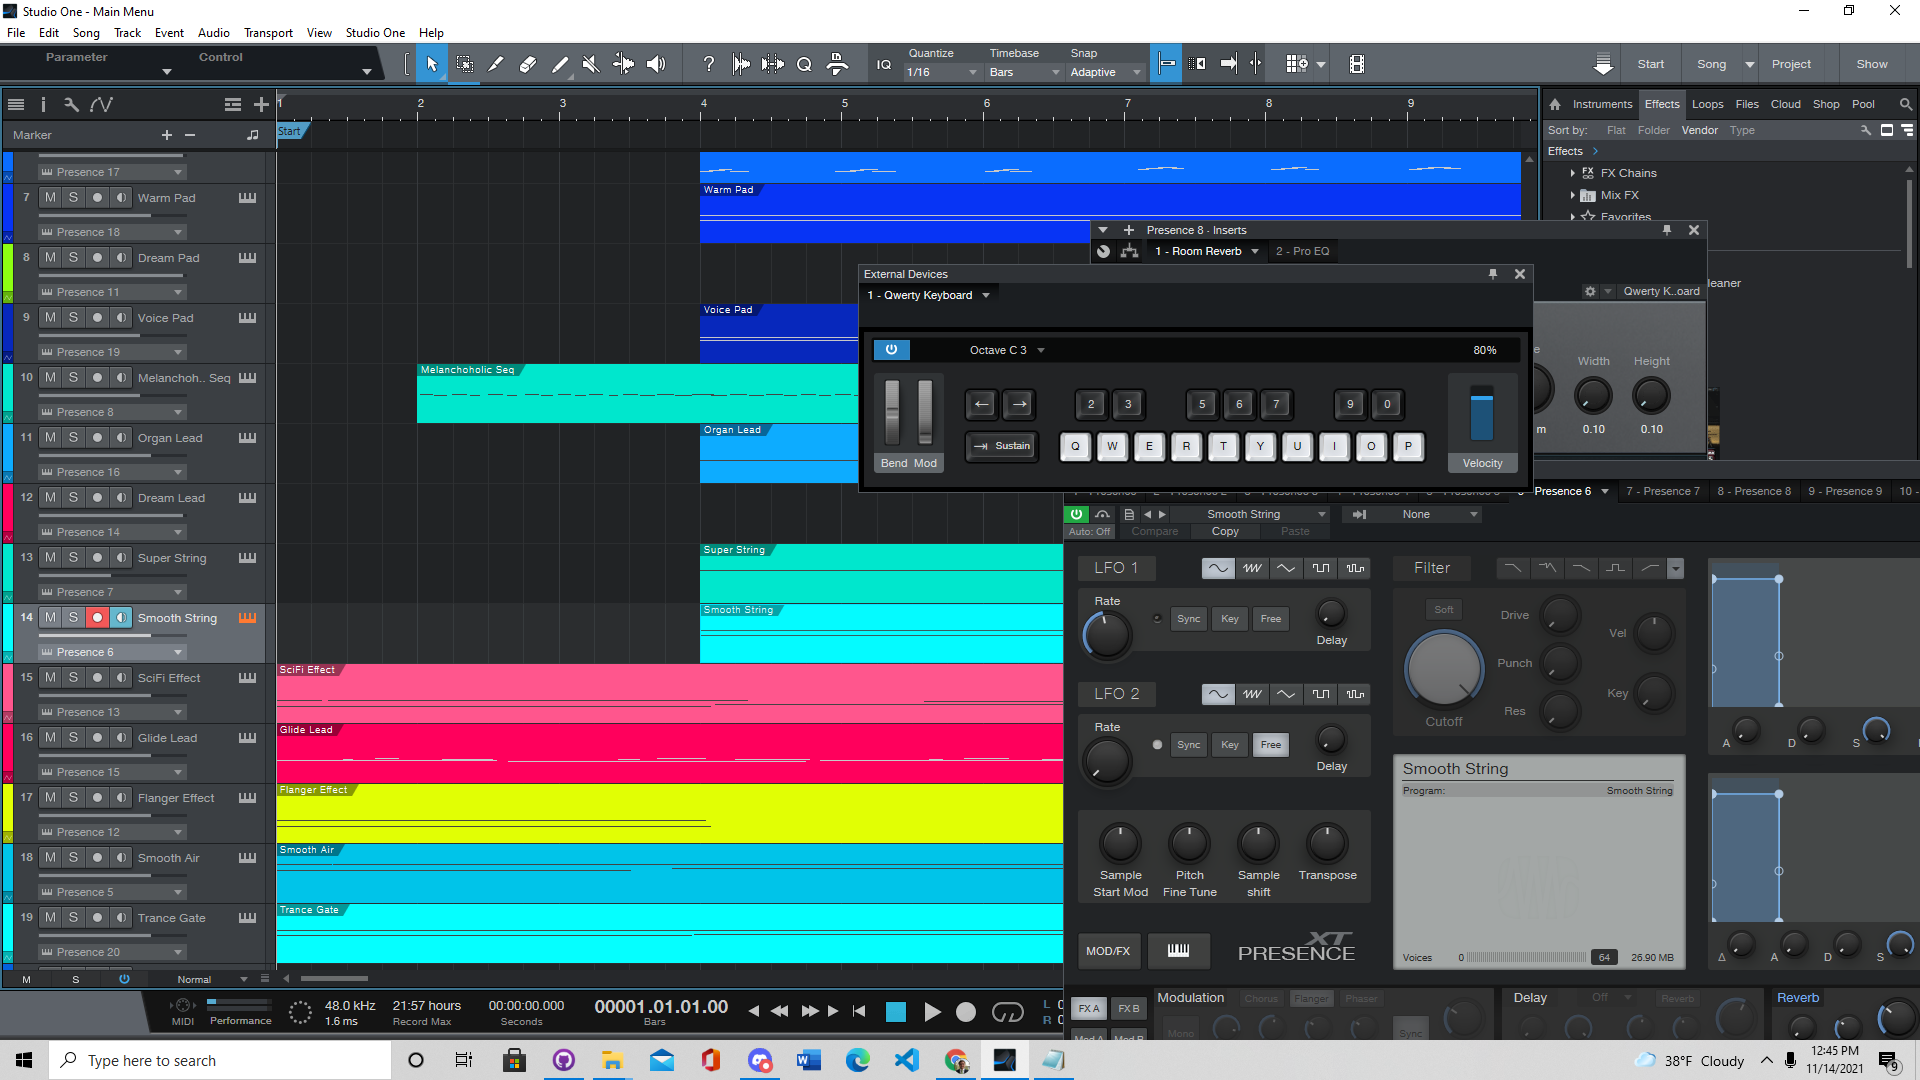 Studio One - Main Menu
File Edit Song Track Event Audio Transport View Studio One Help
Parameter Control
IQ
Quantize Timebase Snap
1/16 Bars Adaptive
Start Song Project Show
1 2 3 4 5 6 7 8 9
Instruments Effects Loops Files Cloud Shop Pool
Marker
Start
Sort by: Flat Folder Vendor Type
Effects
FX Chains
Mix FX
Favorites
leaner
Presence 17
7 M S Warm Pad
Presence 18
8 M S Dream Pad
Presence 11
9 M S Voice Pad
Presence 19
10 M S Melanchoh.. Seq
Presence 8
11 M S Organ Lead
Presence 16
12 M S Dream Lead
Presence 14
13 M S Super String
Presence 7
14 M S Smooth String
Presence 6
15 M S SciFi Effect
Presence 13
16 M S Glide Lead
Presence 15
17 M S Flanger Effect
Presence 12
18 M S Smooth Air
Presence 5
19 M S Trance Gate
Presence 20
M S Normal
Warm Pad
Voice Pad
Melanchoholic Seq
Organ Lead
Super String
Smooth String
SciFi Effect
Glide Lead
Flanger Effect
Smooth Air
Trance Gate
Presence 8 - Inserts
1 - Room Reverb 2 - Pro EQ
Qwerty K..oard
Width Height
m 0.10 0.10
External Devices
1 - Qwerty Keyboard
Octave C 3 80%
2 3 5 6 7 9 0
Sustain Q W E R T Y U I O P
Bend Mod Velocity
Presence 6 7 - Presence 7 8 - Presence 8 9 - Presence 9 10 -
Smooth String None
Auto: Off Compare Copy Paste
LFO 1
Rate
Sync Key Free
Delay
LFO 2
Rate
Sync Key Free
Delay
Sample Start Mod
Pitch Fine Tune
Sample shift
Transpose
MOD/FX
PRESENCE XT
Filter
Soft Drive Vel
Punch
Key
Res
Cutoff
Smooth String
Program: Smooth String
Voices 0 64 26.90 MB
A D S
A D S
FX A FX B
Modulation Chorus Flanger Phaser
Mono Sync
Delay Off Reverb
Reverb
MIDI Performance
48.0 kHz
1.6 ms
21:57 hours
Record Max
00:00:00.000
Seconds
00001.01.01.00
Bars
L
R
Type here to search
38°F Cloudy
12:45 PM
11/14/2021
9